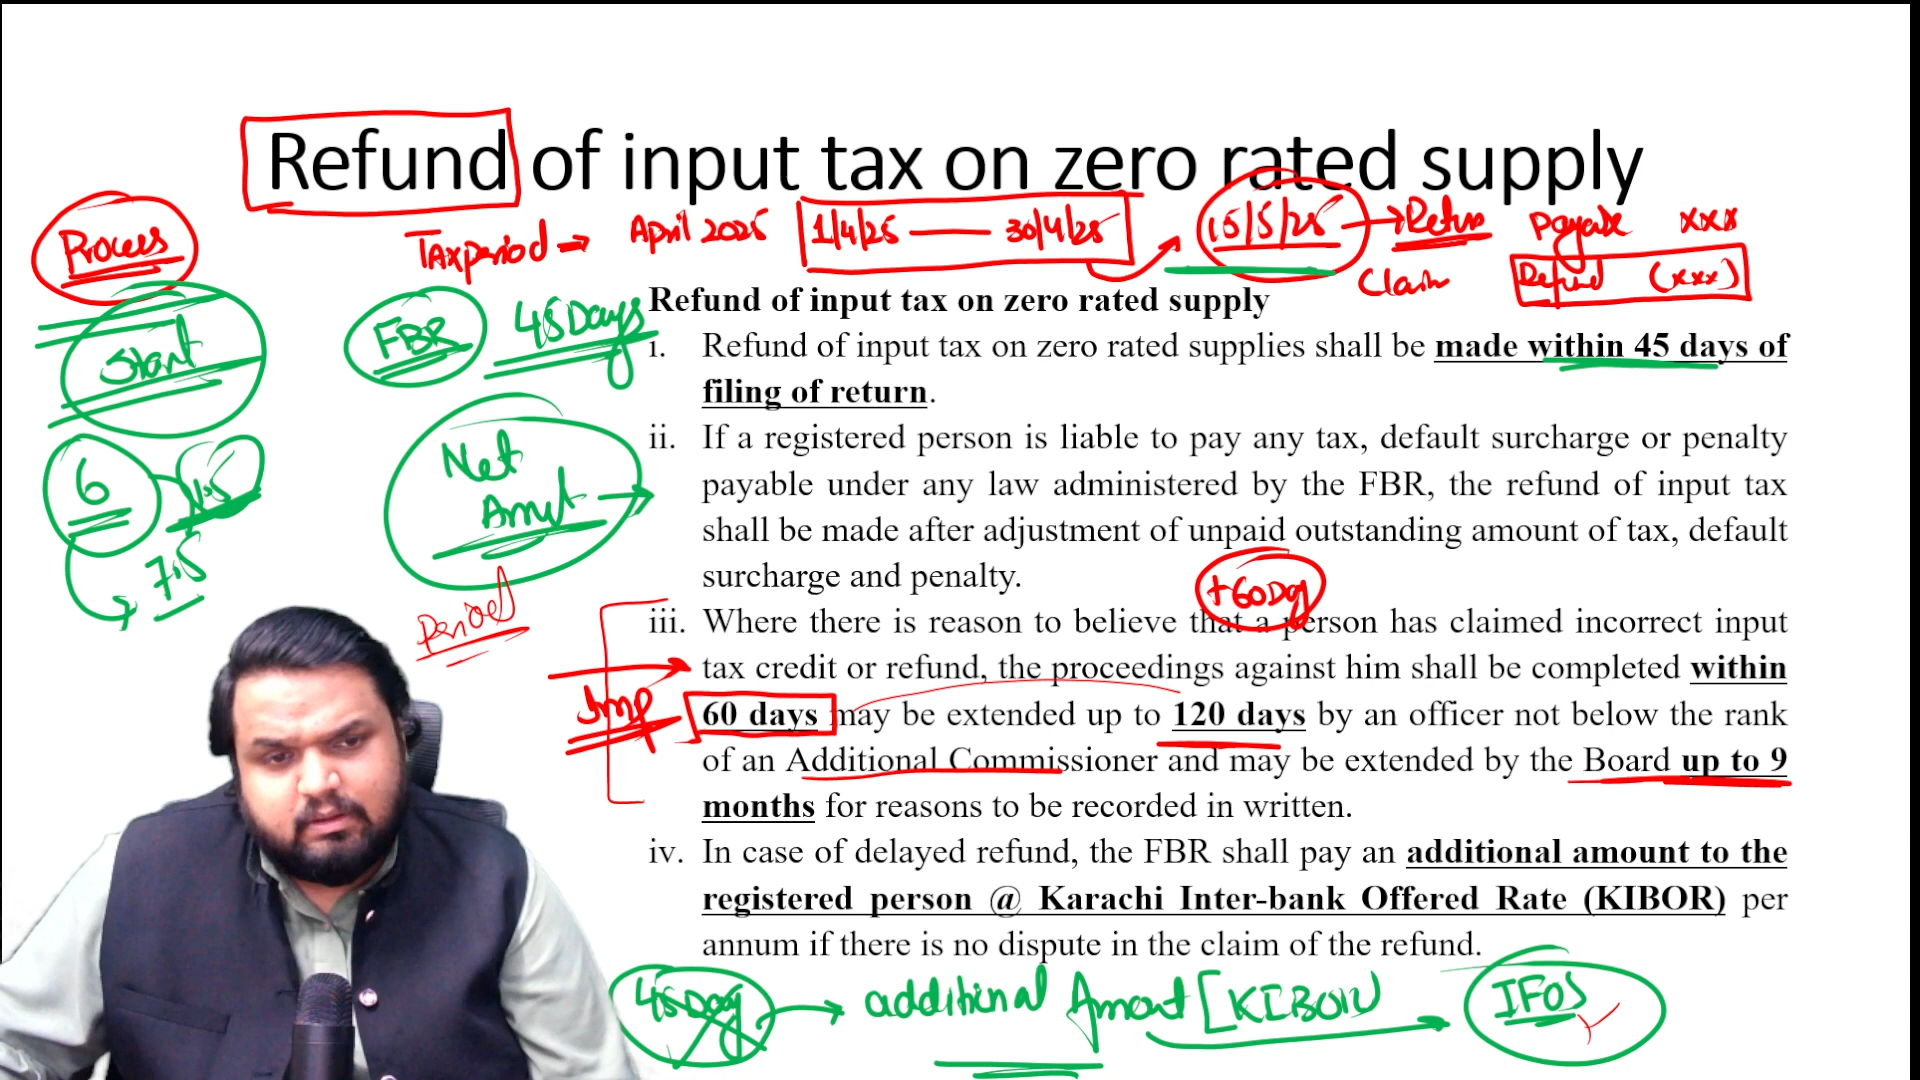 Refund of input tax on zero rated supply
Process
Tax period → April 2025 1/4/25 — 30/4/25 15/5/25 → Return Payable xxx
Claim Refund (xxx)
Start
FBR 45 Days
Refund of input tax on zero rated supply
i. Refund of input tax on zero rated supplies shall be made within 45 days of
filing of return.
6
7.5
Net
Amt →
ii. If a registered person is liable to pay any tax, default surcharge or penalty
payable under any law administered by the FBR, the refund of input tax
shall be made after adjustment of unpaid outstanding amount of tax, default
surcharge and penalty.
+60 Day
Period
Imp
iii. Where there is reason to believe that a person has claimed incorrect input
tax credit or refund, the proceedings against him shall be completed within
60 days may be extended up to 120 days by an officer not below the rank
of an Additional Commissioner and may be extended by the Board up to 9
months for reasons to be recorded in written.
iv. In case of delayed refund, the FBR shall pay an additional amount to the
registered person @ Karachi Inter-bank Offered Rate (KIBOR) per
annum if there is no dispute in the claim of the refund.
45 Day → additional Amount [KIBOR IFOS